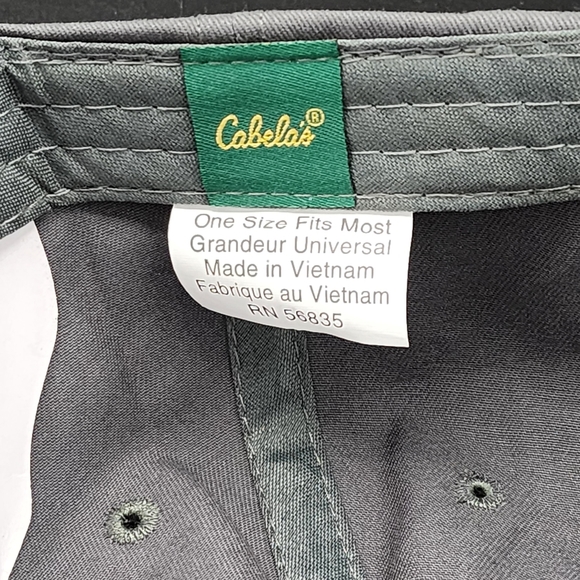 Cabela's®
One Size Fits Most
Grandeur Universal
Made in Vietnam
Fabrique au Vietnam
RN 56835